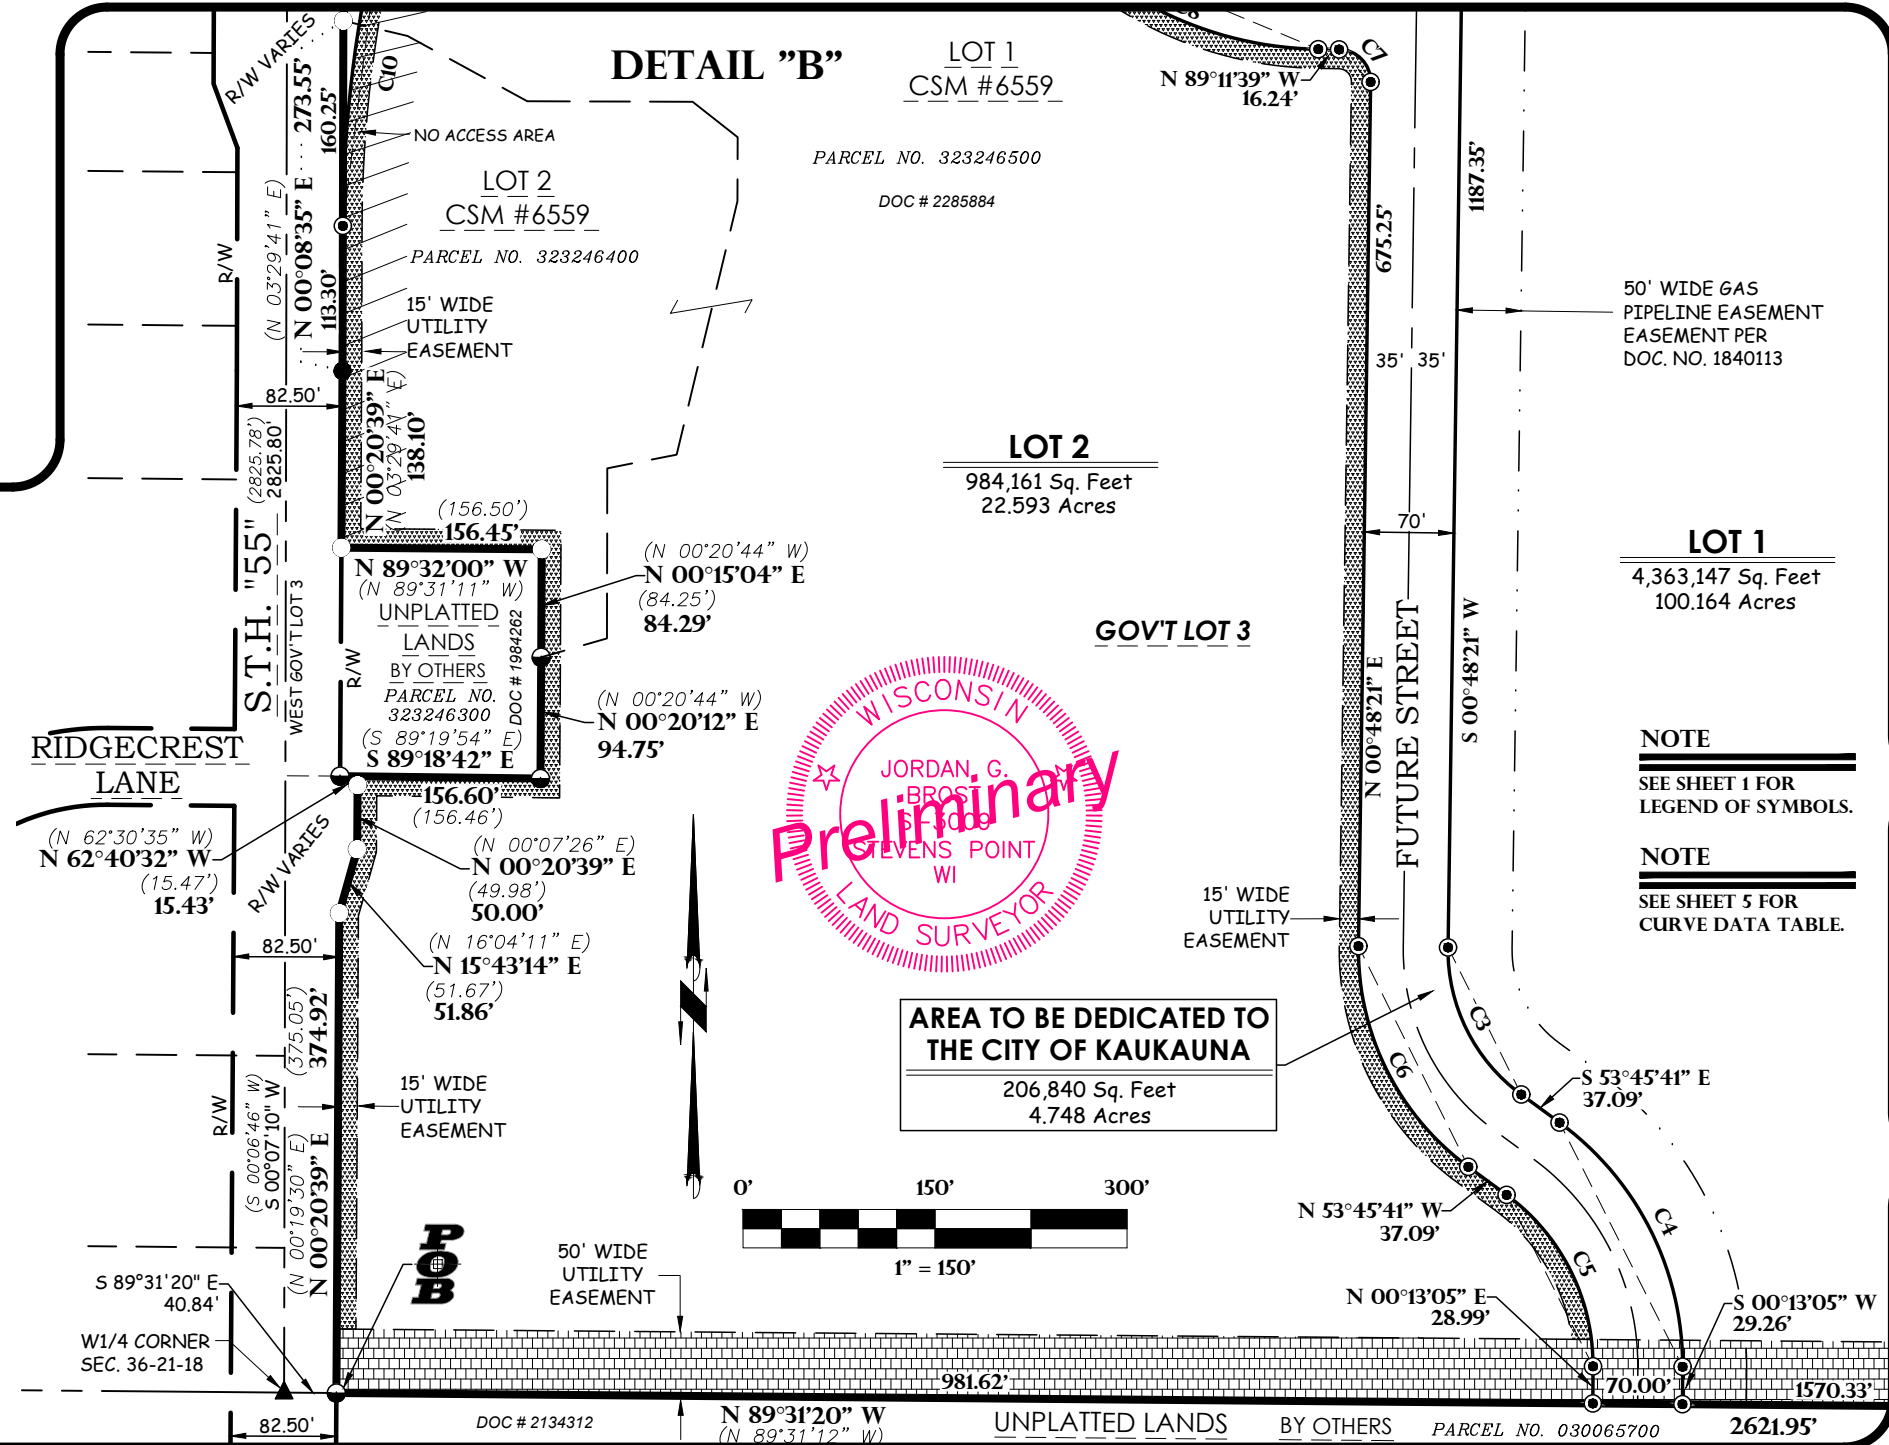 DETAIL "B"
LOT 1
CSM #6559
PARCEL NO. 323246500
DOC # 2285884
C8
C7
N 89°11'39" W
16.24'
R/W VARIES
C10
NO ACCESS AREA
LOT 2
CSM #6559
PARCEL NO. 323246400
15' WIDE
UTILITY
EASEMENT
(N 03°29'41" E)
N 00°08'35" E 273.55'
160.25'
113.30'
R/W
82.50'
(2825.78')
2825.80'
N 00°20'39" E
(N 03°29'41" E)
138.10'
S.T.H. "55"
WEST GOV'T LOT 3
(156.50')
156.45'
N 89°32'00" W
(N 89°31'11" W)
UNPLATTED
LANDS
BY OTHERS
PARCEL NO.
323246300
DOC # 1984262
R/W
(S 89°19'54" E)
S 89°18'42" E
156.60'
(156.46')
(N 00°20'44" W)
N 00°15'04" E
(84.25')
84.29'
(N 00°20'44" W)
N 00°20'12" E
94.75'
RIDGECREST
LANE
(N 62°30'35" W)
N 62°40'32" W
(15.47')
15.43'
R/W VARIES
(N 00°07'26" E)
N 00°20'39" E
(49.98')
50.00'
(N 16°04'11" E)
N 15°43'14" E
(51.67')
51.86'
82.50'
(375.05')
374.92'
R/W
(S 00°06'46" W)
S 00°07'10" W
(N 00°19'30" E)
N 00°20'39" E
15' WIDE
UTILITY
EASEMENT
S 89°31'20" E
40.84'
W1/4 CORNER
SEC. 36-21-18
82.50'
POB
LOT 2
984,161 Sq. Feet
22.593 Acres
GOV'T LOT 3
WISCONSIN
JORDAN G.
BROST
S-3009
STEVENS POINT
WI
LAND SURVEYOR
Preliminary
N
AREA TO BE DEDICATED TO
THE CITY OF KAUKAUNA
206,840 Sq. Feet
4.748 Acres
0' 150' 300'
1" = 150'
50' WIDE
UTILITY
EASEMENT
675.25'
N 00°48'21" E
35' 35'
70'
FUTURE STREET
1187.35'
S 00°48'21" W
50' WIDE GAS
PIPELINE EASEMENT
EASEMENT PER
DOC. NO. 1840113
LOT 1
4,363,147 Sq. Feet
100.164 Acres
NOTE
SEE SHEET 1 FOR
LEGEND OF SYMBOLS.
NOTE
SEE SHEET 5 FOR
CURVE DATA TABLE.
15' WIDE
UTILITY
EASEMENT
C3
C6
S 53°45'41" E
37.09'
N 53°45'41" W
37.09'
C4
C5
N 00°13'05" E
28.99'
S 00°13'05" W
29.26'
981.62'
70.00'
1570.33'
DOC # 2134312
N 89°31'20" W
(N 89°31'12" W)
UNPLATTED LANDS
BY OTHERS
PARCEL NO. 030065700
2621.95'